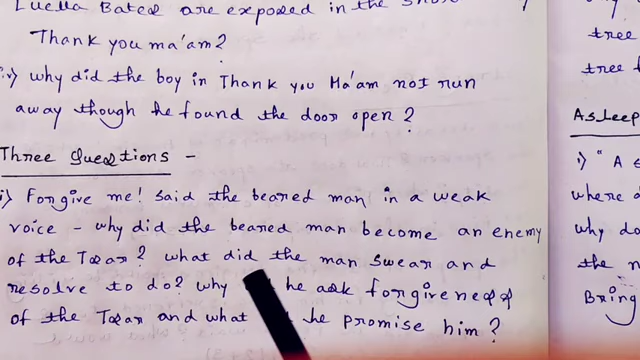 Luella Bates are exposed in the short
Thank you ma'am?
iv) why did the boy in Thank you Ma'am not run
away though he found the door open?
Three Questions -
i) Forgive me! Said the beared man in a weak
voice - why did the beared man become an enemy
of the Tsar? what did the man swear and
resolve to do? why he ask forgiveness
of the Tsar and what he promise him?
tree
tree f
Asleep
i) "A s
where
why do
the n
Bring